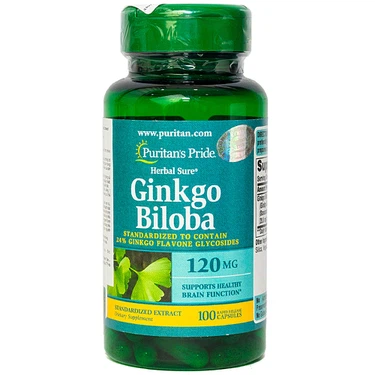 www.puritan.com
Puritan's Pride®
Herbal Sure®
Ginkgo
Biloba
STANDARDIZED TO CONTAIN
24% GINKGO FLAVONE GLYCOSIDES
120 MG
SUPPORTS HEALTHY
BRAIN FUNCTION*
STANDARDIZED EXTRACT
Dietary Supplement
100 RAPID RELEASE
CAPSULES